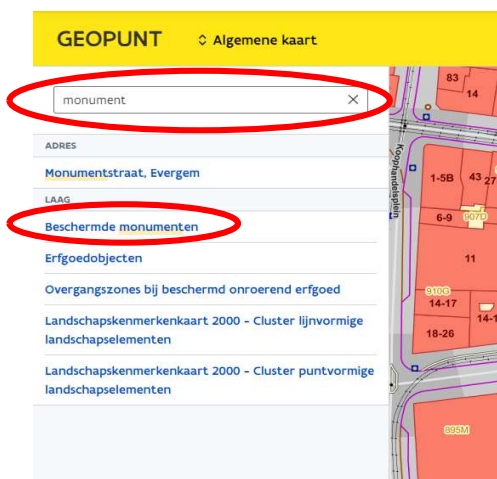 GEOPUNT
Algemene kaart
monument
ADRES
Monumentstraat, Evergem
LAAG
Beschermde monumenten
Erfgoedobjecten
Overgangszones bij beschermd onroerend erfgoed
Landschapskenmerkenkaart 2000 - Cluster lijnvormige
landschapselementen
Landschapskenmerkenkaart 2000 - Cluster puntvormige
landschapselementen
83
14
Koophandelsplein
1-5B
43
27
6-9
907D
11
910G
14-17
14-1
18-26
895M